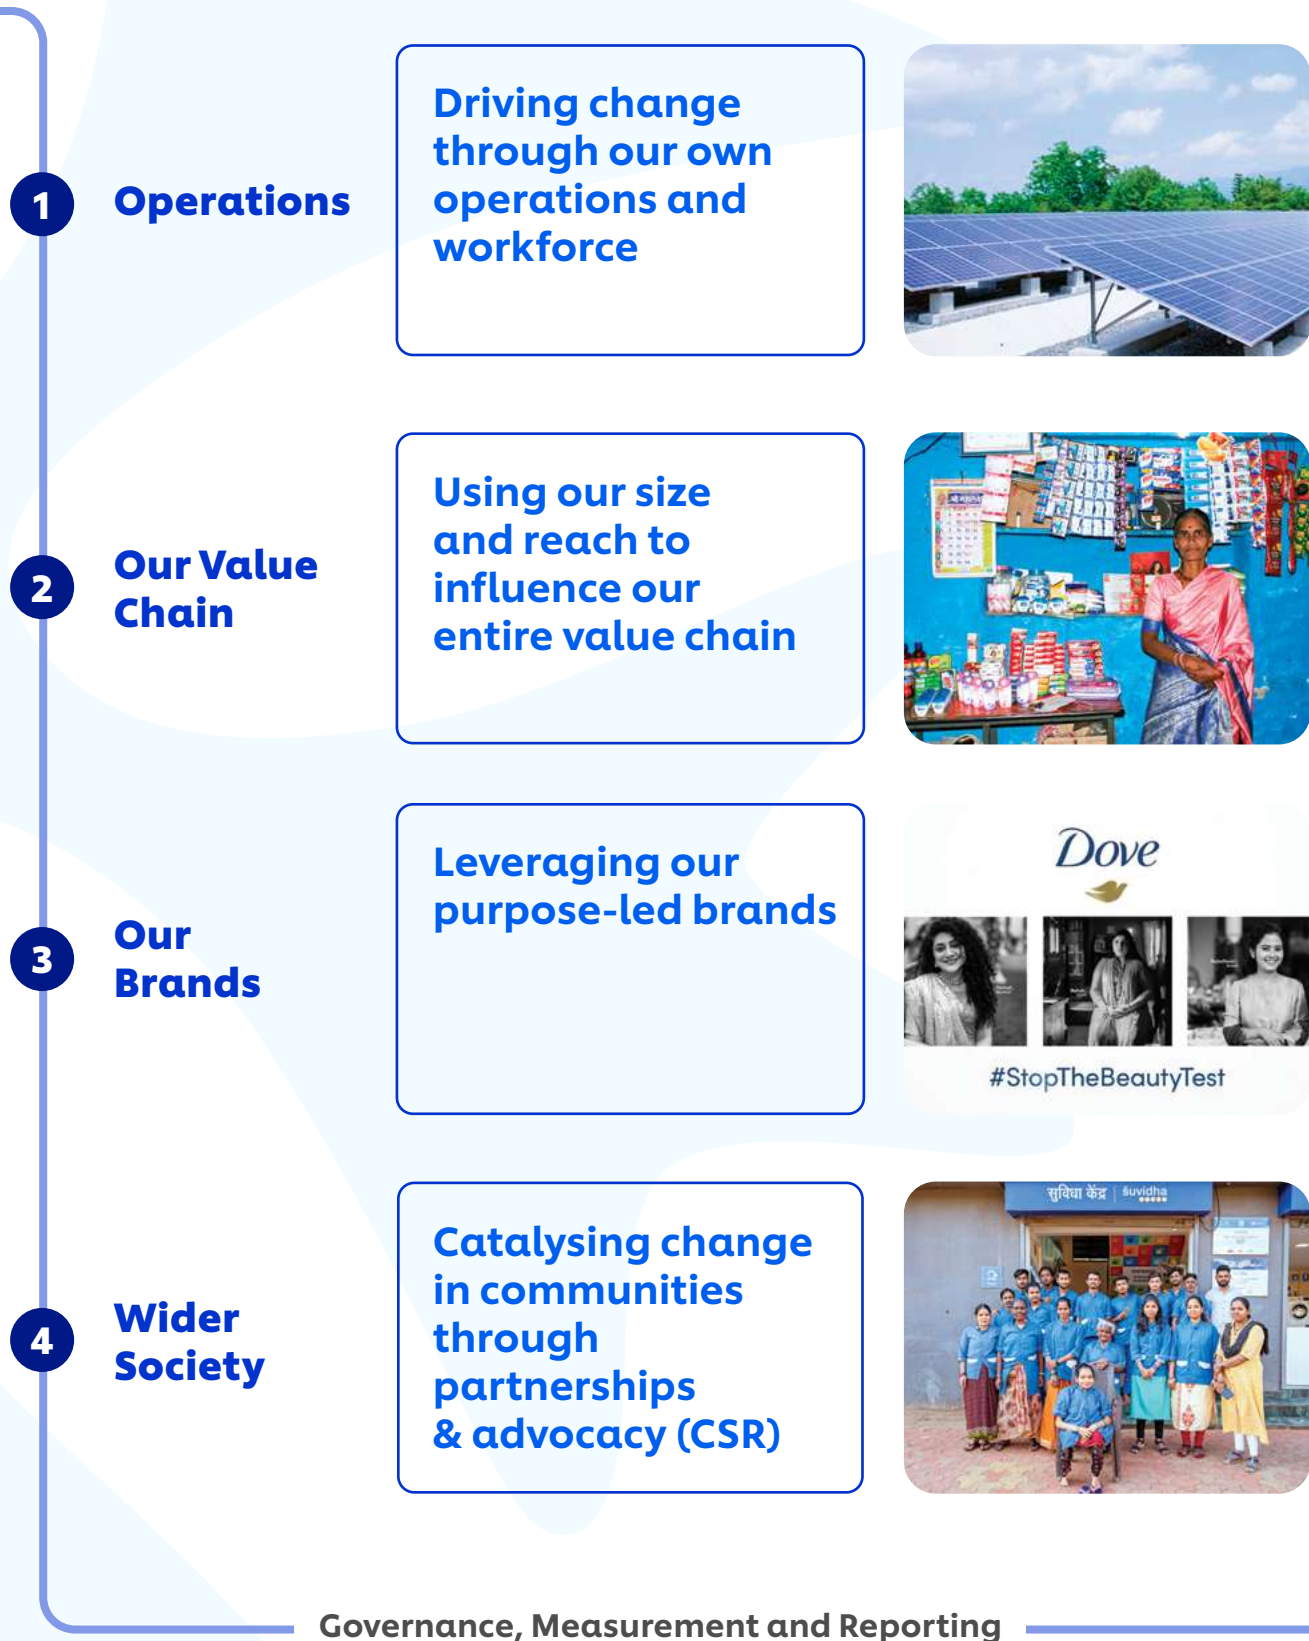 1
Operations
Driving change
through our own
operations and
workforce
2
Our Value
Chain
Using our size
and reach to
influence our
entire value chain
3
Our
Brands
Leveraging our
purpose-led brands
Dove
#StopTheBeautyTest
4
Wider
Society
Catalysing change
in communities
through
partnerships
& advocacy (CSR)
सुविधा केंद्र suvidha
Governance, Measurement and Reporting